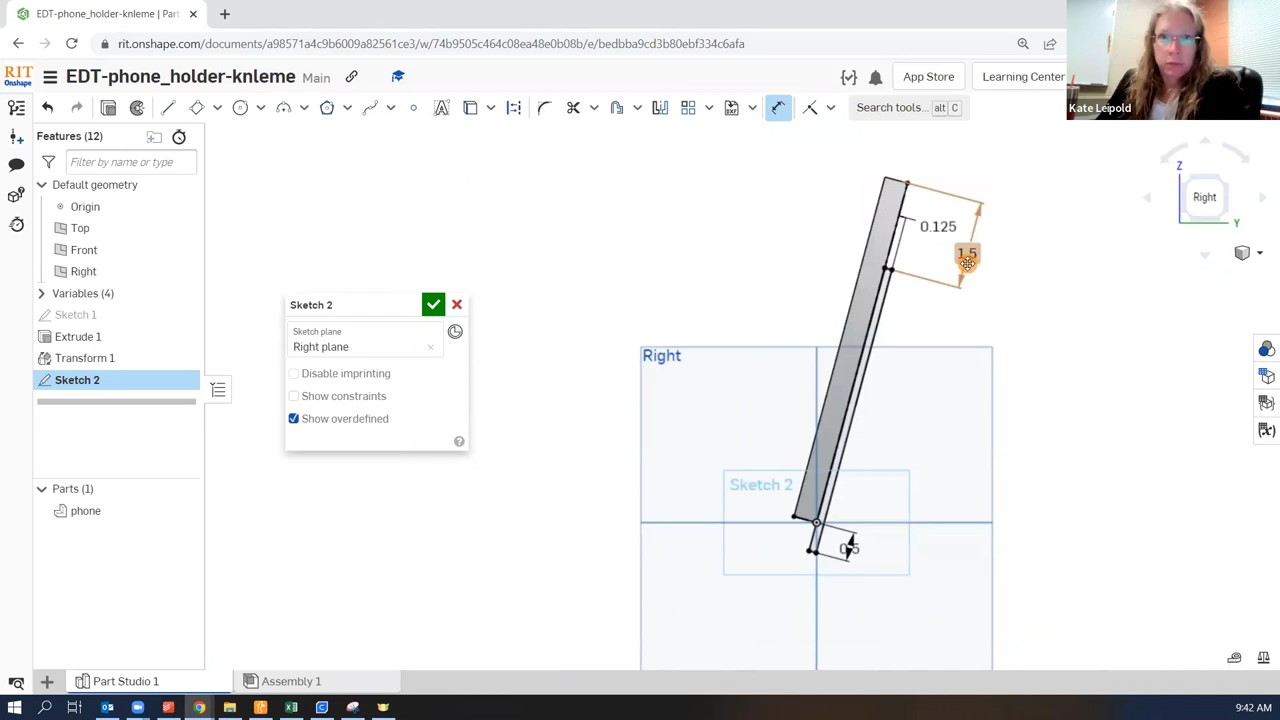 EDT-phone_holder-knleme | Part
rit.onshape.com/documents/a98571a4c9b6009a82561ce3/w/74b9505c464c08ea48e0b08b/e/bedbba9cd3b80ebf334c6afa
RIT
Onshape
EDT-phone_holder-knleme Main
App Store
Learning Center
Kate Leipold
Search tools... alt C
Features (12)
Filter by name or type
Default geometry
Origin
Top
Front
Right
Variables (4)
Sketch 1
Extrude 1
Transform 1
Sketch 2
Parts (1)
phone
Sketch 2
Sketch plane
Right plane
Disable imprinting
Show constraints
Show overdefined
0.125
1.5
Right
Sketch 2
0.5
Z
Right
Y
(x)
Part Studio 1
Assembly 1
9:42 AM